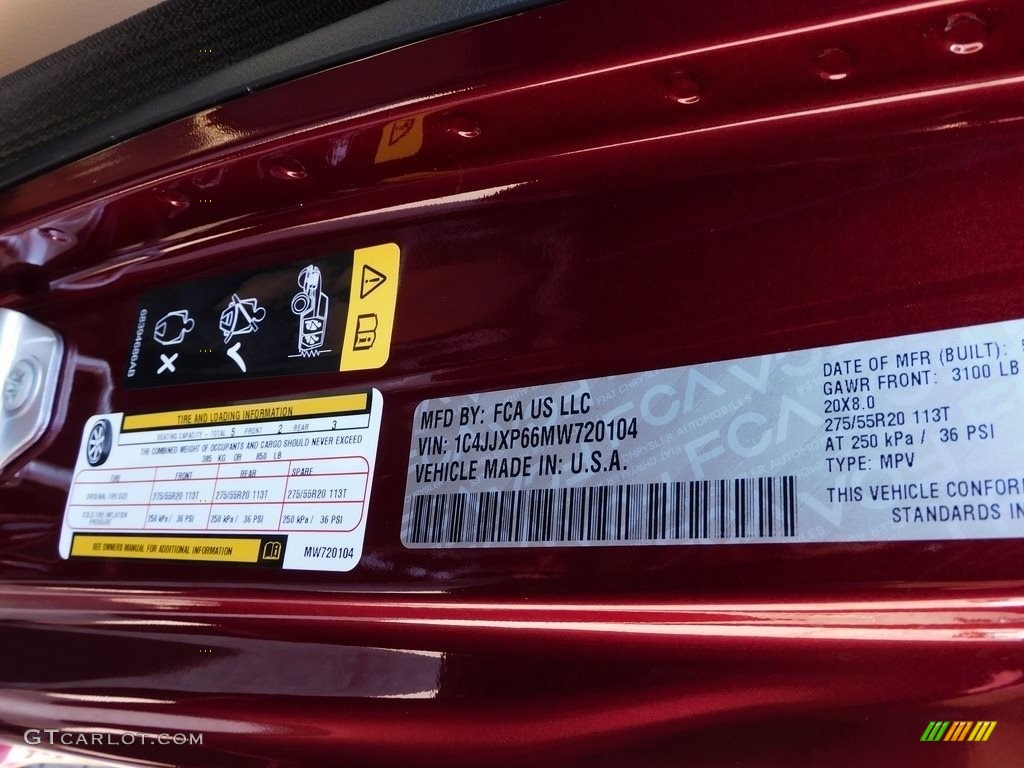 68394686AB
TIRE AND LOADING INFORMATION
SEATING CAPACITY - TOTAL 5 FRONT 2 REAR 3
THE COMBINED WEIGHT OF OCCUPANTS AND CARGO SHOULD NEVER EXCEED
385 KG OR 850 LB
TIRE FRONT REAR SPARE
ORIGINAL TIRE SIZE 275/55R20 113T 275/55R20 113T 275/55R20 113T
COLD TIRE INFLATION PRESSURE 250 kPa / 36 PSI 250 kPa / 36 PSI 250 kPa / 36 PSI
SEE OWNERS MANUAL FOR ADDITIONAL INFORMATION
MW720104
MFD BY: FCA US LLC
VIN: 1C4JJXP66MW720104
VEHICLE MADE IN: U.S.A.
DATE OF MFR (BUILT):
GAWR FRONT: 3100 LB
20X8.0
275/55R20 113T
AT 250 kPa / 36 PSI
TYPE: MPV
THIS VEHICLE CONFOR
STANDARDS IN
GTCARLOT.COM